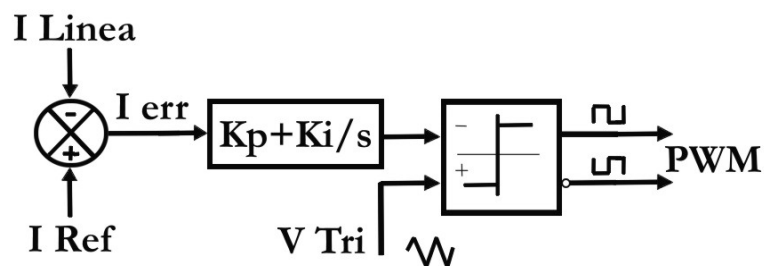 I Linea
-
+
I err
I Ref
Kp+Ki/s
V Tri
-
+
PWM